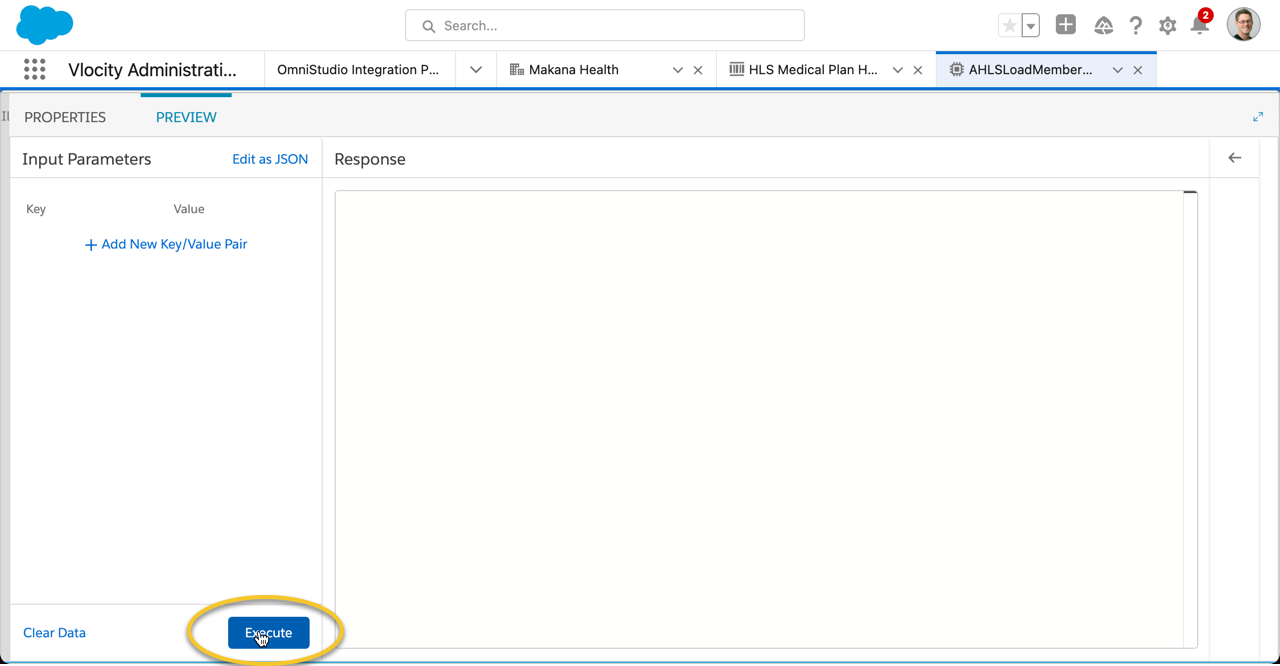 Search...
2
Vlocity Administrati...
OmniStudio Integration P...
Makana Health
HLS Medical Plan H...
AHLSLoadMember...
PROPERTIES
PREVIEW
Input Parameters
Edit as JSON
Response
Key
Value
Add New Key/Value Pair
Clear Data
Execute